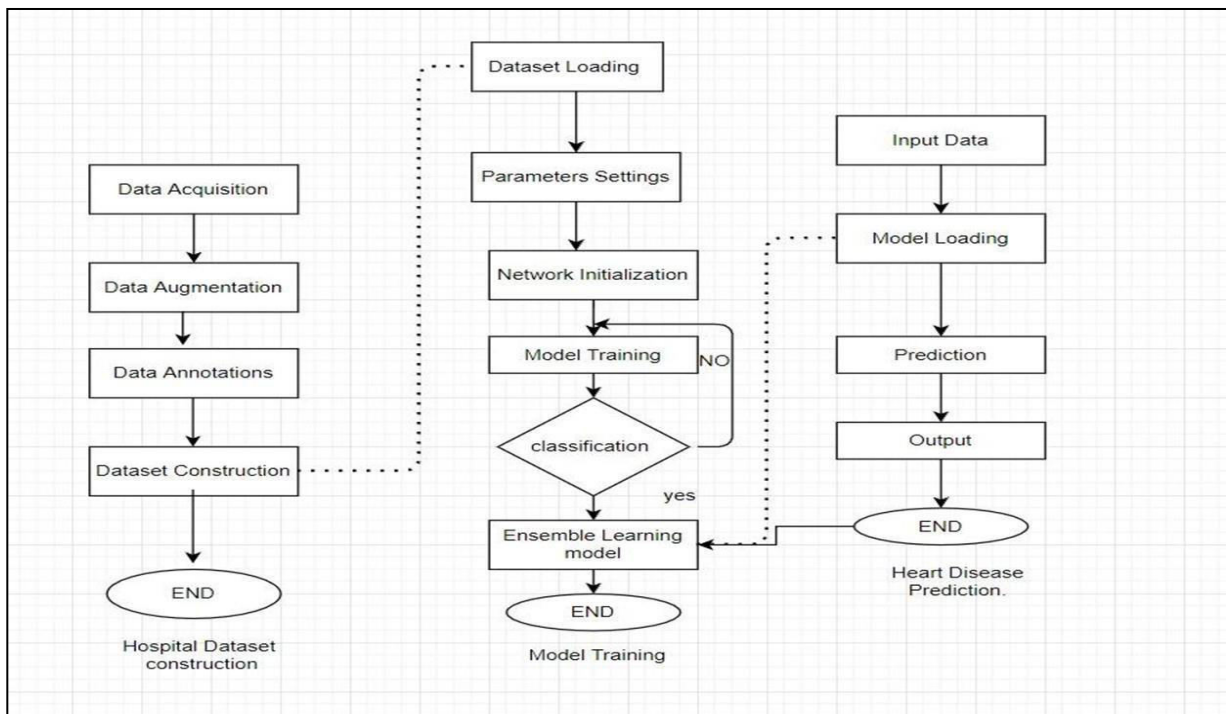 Data Acquisition
Data Augmentation
Data Annotations
Dataset Construction
END
Hospital Dataset
construction
Dataset Loading
Parameters Settings
Network Initialization
Model Training
NO
classification
yes
Ensemble Learning
model
END
Model Training
Input Data
Model Loading
Prediction
Output
END
Heart Disease
Prediction.